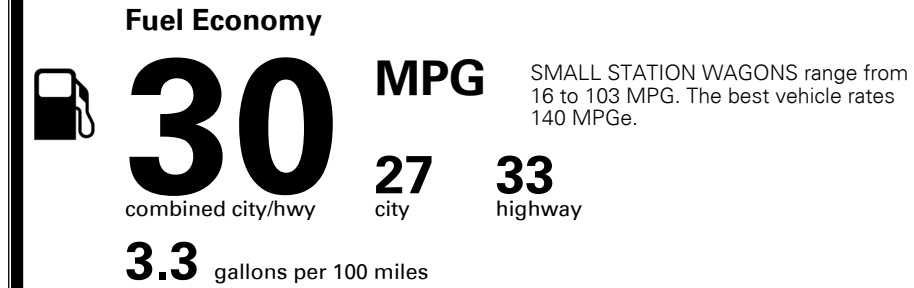 Fuel Economy
30
MPG
SMALL STATION WAGONS range from
16 to 103 MPG. The best vehicle rates
140 MPGe.
27
33
combined city/hwy
city
highway
3.3 gallons per 100 miles